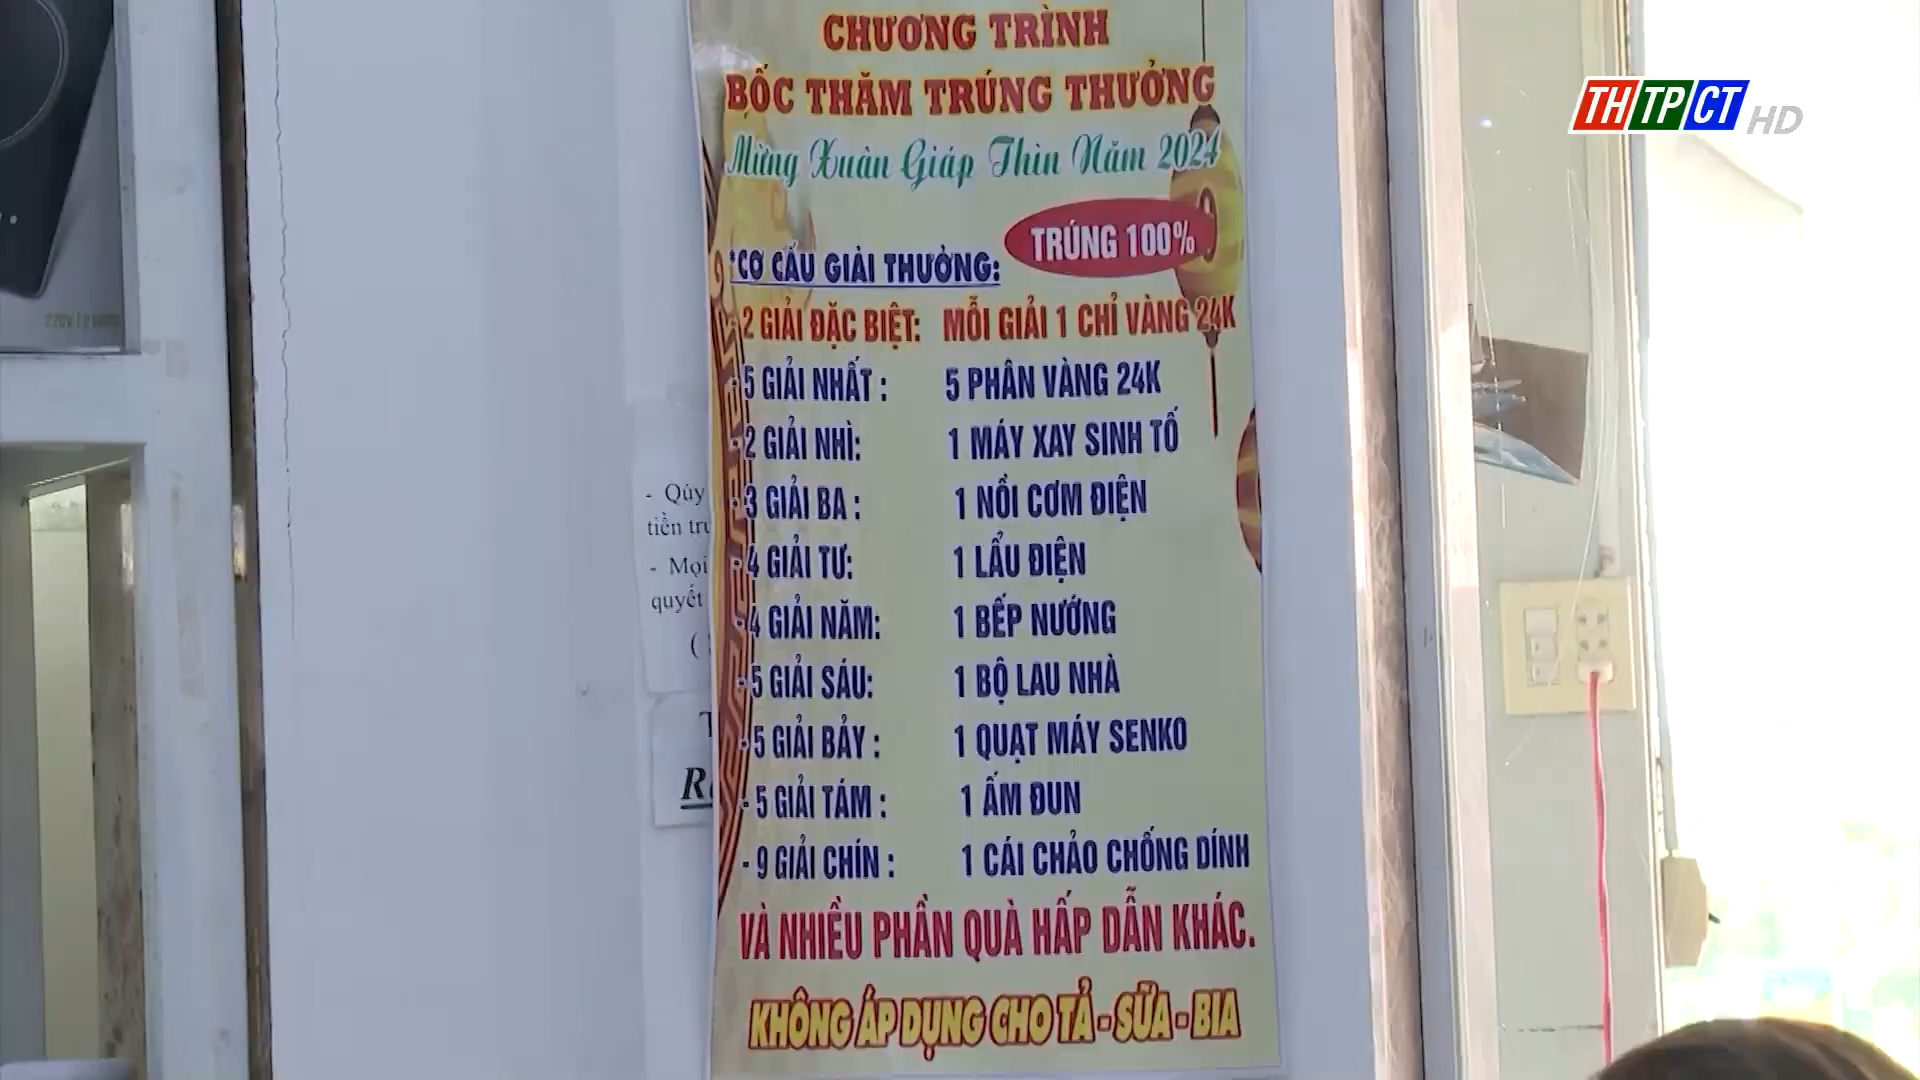 CHƯƠNG TRÌNH
BỐC THĂM TRÚNG THƯỞNG
Mừng Xuân Giáp Thìn Năm 2024
TRÚNG 100%
*CƠ CẤU GIẢI THƯỞNG:
- 2 GIẢI ĐẶC BIỆT: MỖI GIẢI 1 CHỈ VÀNG 24K
- 5 GIẢI NHẤT : 5 PHÂN VÀNG 24K
- 2 GIẢI NHÌ: 1 MÁY XAY SINH TỐ
- 3 GIẢI BA : 1 NỒI CƠM ĐIỆN
- 4 GIẢI TƯ: 1 LẨU ĐIỆN
- 4 GIẢI NĂM: 1 BẾP NƯỚNG
- 5 GIẢI SÁU: 1 BỘ LAU NHÀ
- 5 GIẢI BẢY : 1 QUẠT MÁY SENKO
- 5 GIẢI TÁM : 1 ẤM ĐUN
- 9 GIẢI CHÍN : 1 CÁI CHẢO CHỐNG DÍNH
VÀ NHIỀU PHẦN QUÀ HẤP DẪN KHÁC.
KHÔNG ÁP DỤNG CHO TẢ - SỮA - BIA
- Qúy
tiền
- Mọi
quyết
THTPCT HD